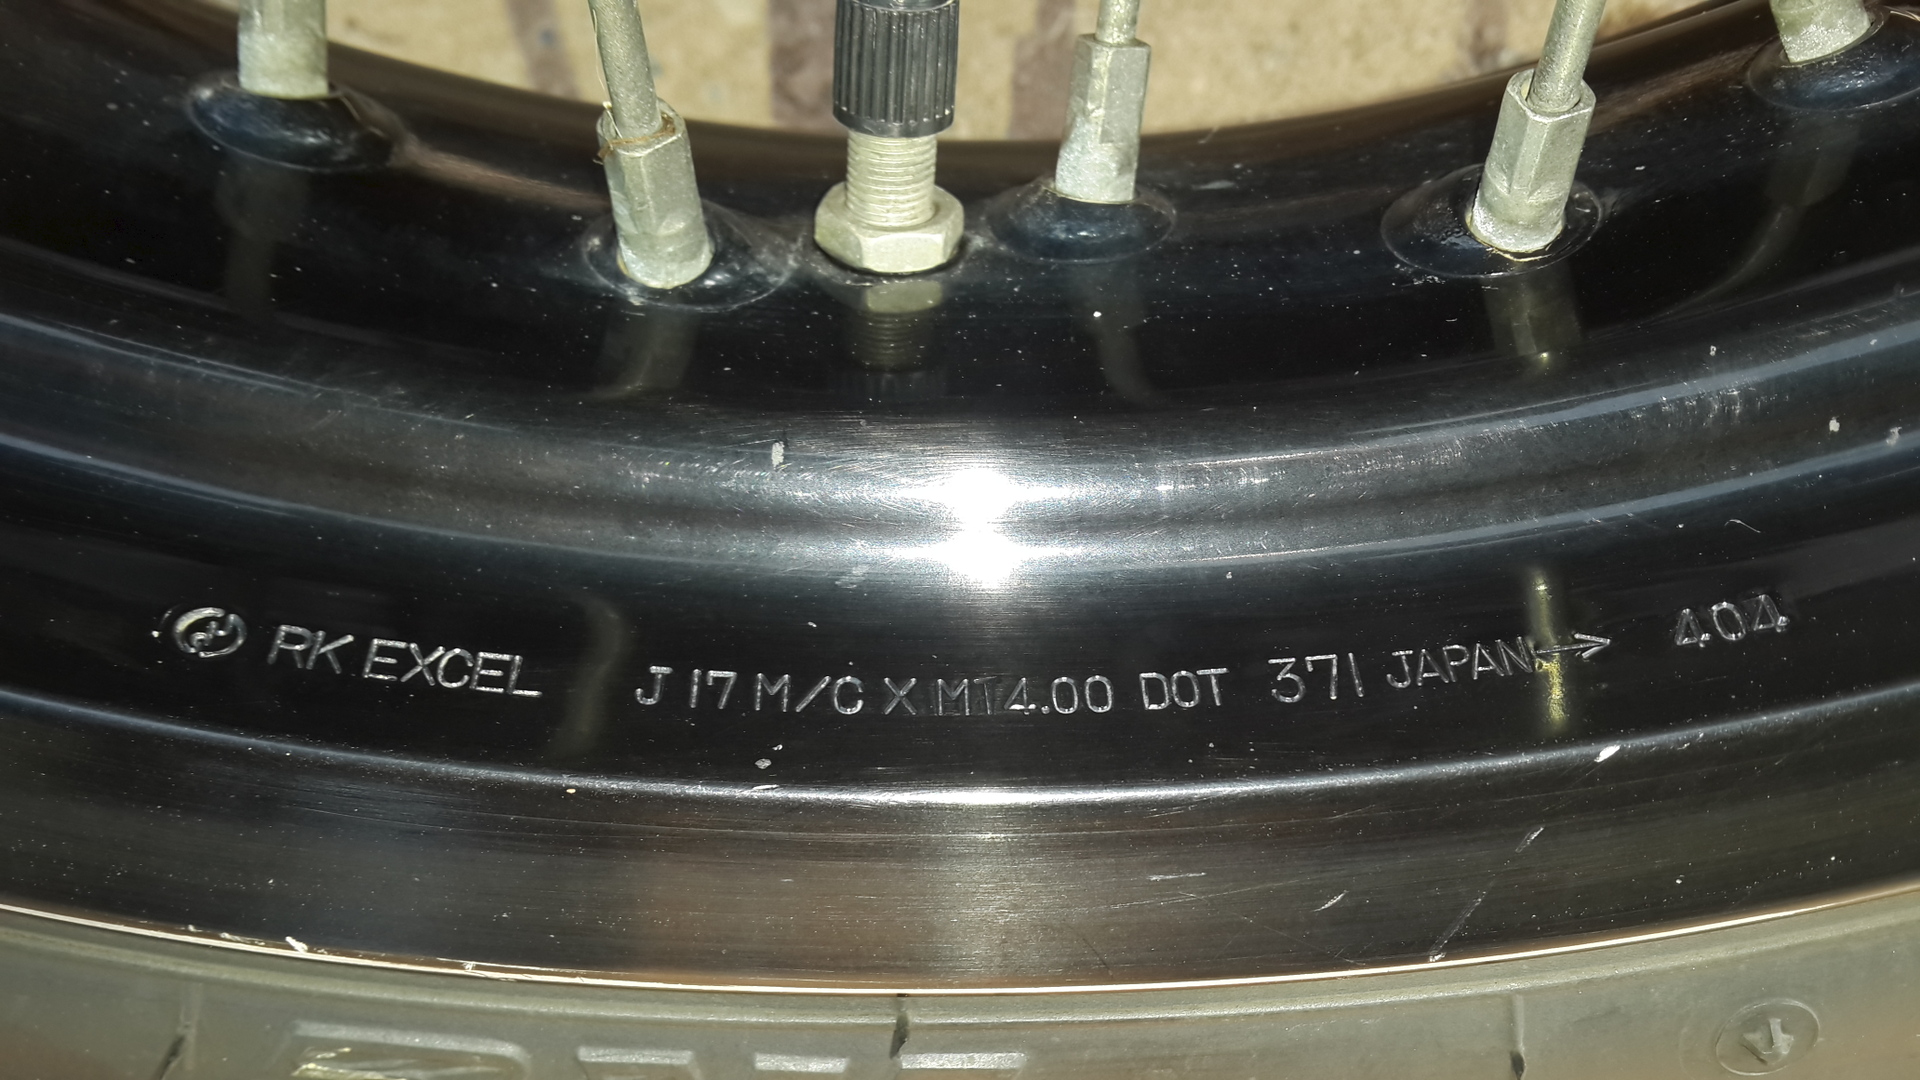 RK EXCEL J 17 M/C X MT4.00 DOT 371 JAPAN → 404